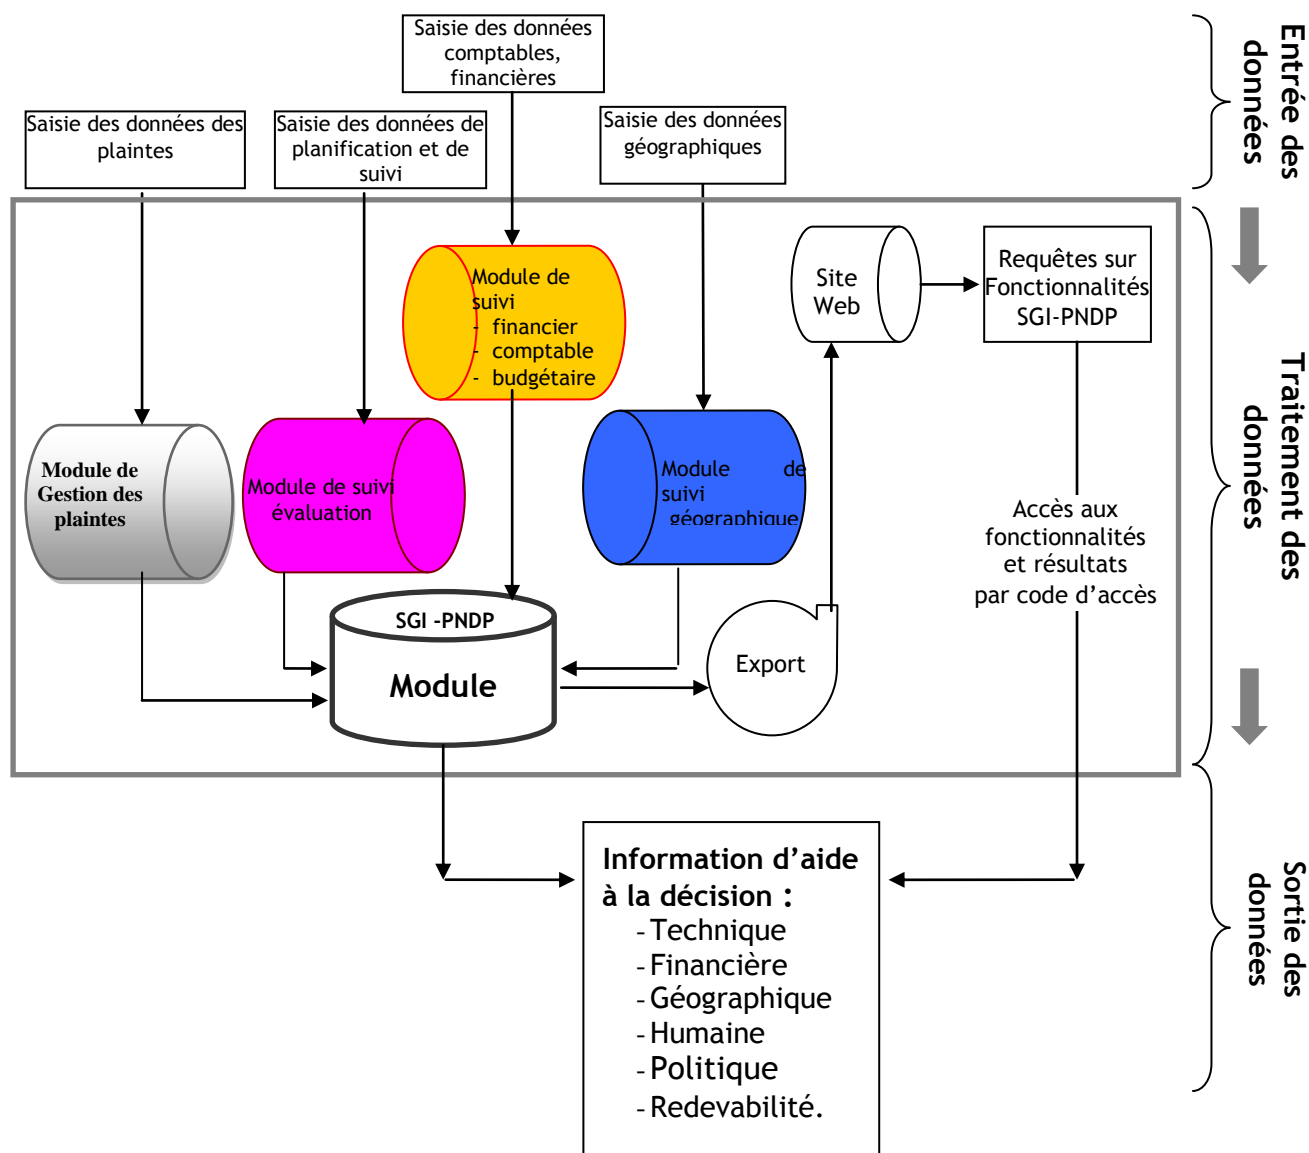 Saisie des données
comptables,
financières
Saisie des données des
plaintes
Saisie des données de
planification et de
suivi
Saisie des données
géographiques
Entrée des
données
Module de
suivi
- financier
- comptable
- budgétaire
Site
Web
Requêtes sur
Fonctionnalités
SGI-PNDP
Module de
Gestion des
plaintes
Module de suivi
évaluation
Module de
suivi
géographique
Accès aux
fonctionnalités
et résultats
par code d’accès
Traitement des
données
SGI -PNDP
Module
Export
Information d’aide
à la décision :
- Technique
- Financière
- Géographique
- Humaine
- Politique
- Redevabilité.
Sortie des
données